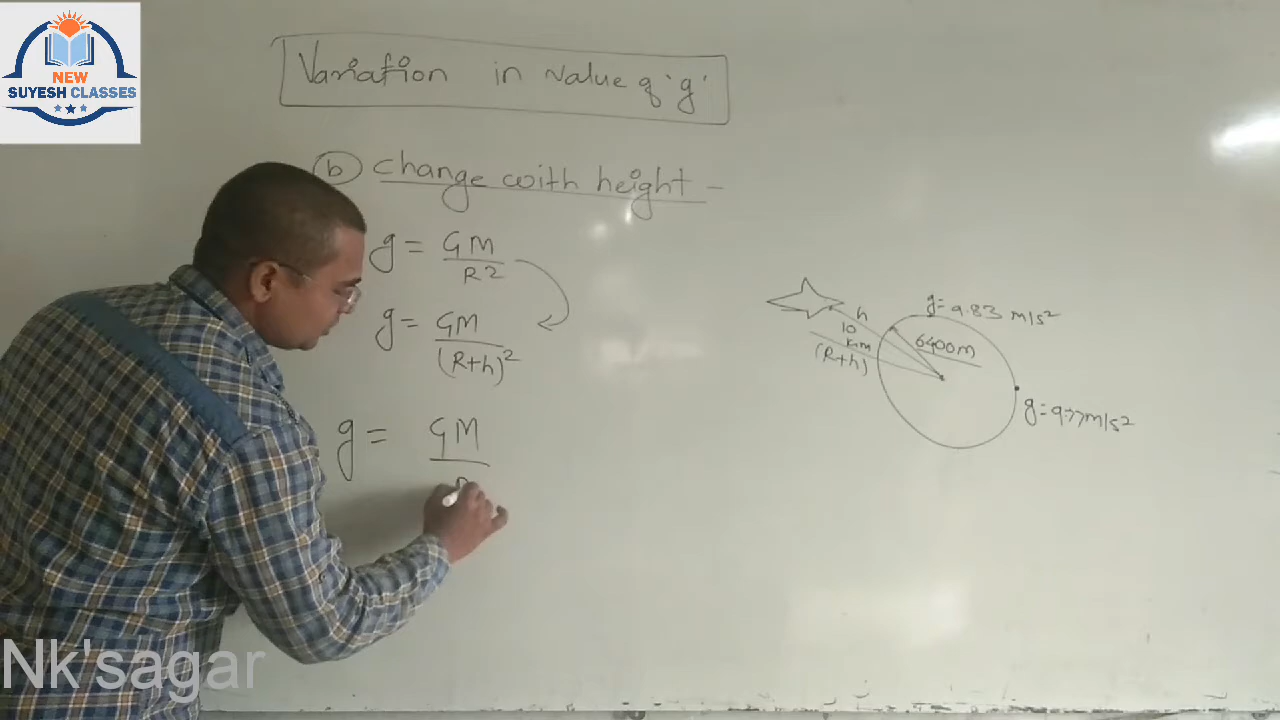 NEW
SUYESH CLASSES
Variation in value of 'g'
b Change with height -
g = GM
R2
g = GM
(R+h)2
g = GM
h
10
km
(R+h)
g=9.83 m/s2
6400m
g=9.77m/s2
Nk'sagar